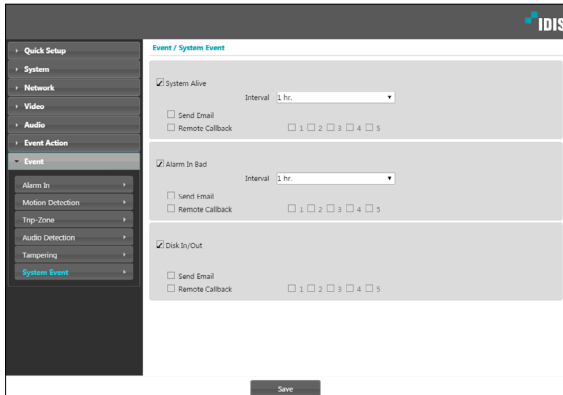 IDIS
Quick Setup
System
Network
Video
Audio
Event Action
Event
Alarm In
Motion Detection
Trip-Zone
Audio Detection
Tampering
System Event
Event / System Event
System Alive
Interval 1 hr.
Send Email
Remote Callback 1 2 3 4 5
Alarm In Bad
Interval 1 hr.
Send Email
Remote Callback 1 2 3 4 5
Disk In/Out
Send Email
Remote Callback 1 2 3 4 5
Save